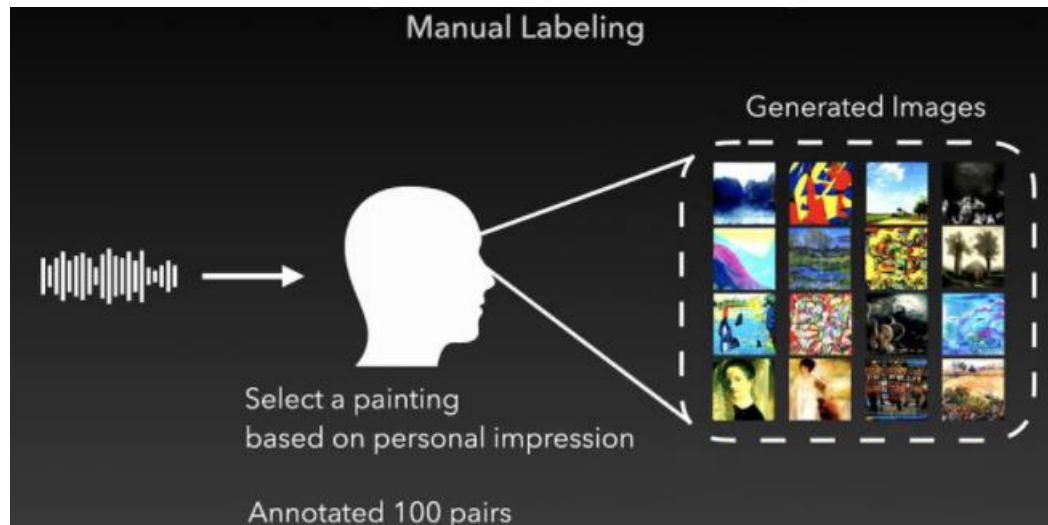 Manual Labeling
Generated Images
Select a painting
based on personal impression
Annotated 100 pairs